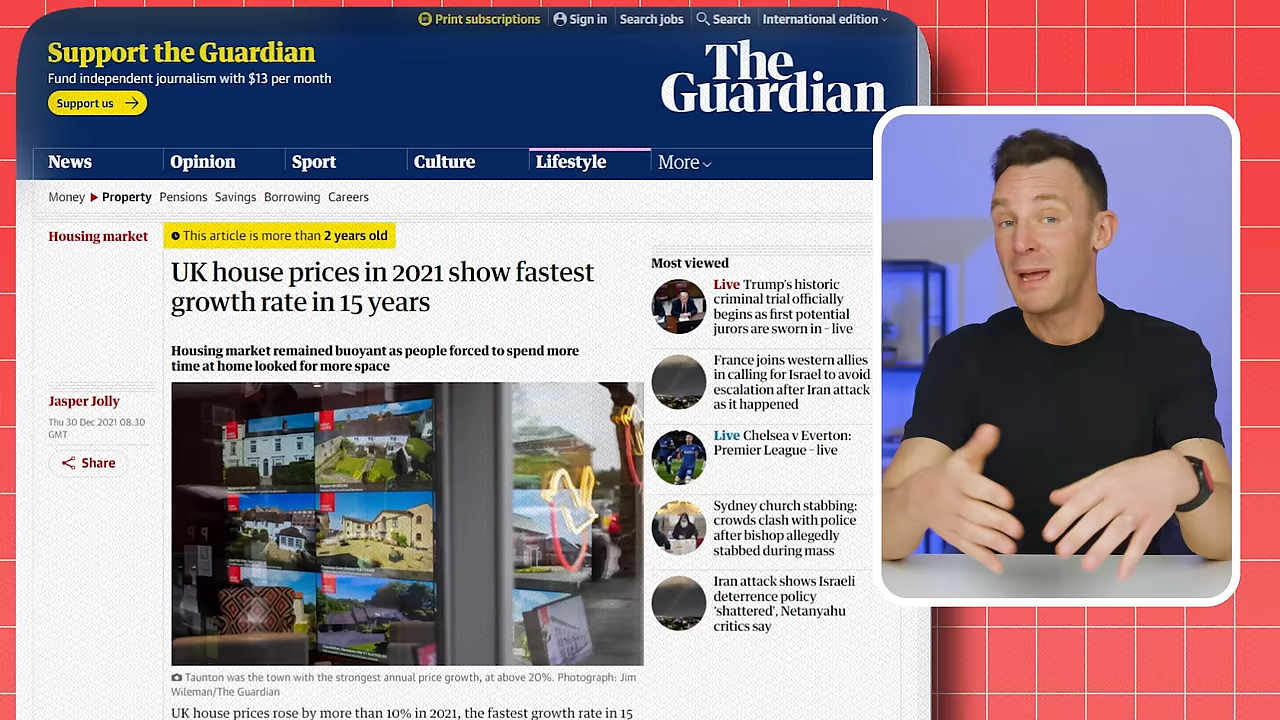 Print subscriptions
Sign in
Search jobs
Search
International edition
Support the Guardian
Fund independent journalism with $13 per month
Support us
The
Guardian
News
Opinion
Sport
Culture
Lifestyle
More
Money
Property
Pensions
Savings
Borrowing
Careers
Housing market
This article is more than 2 years old
UK house prices in 2021 show fastest
growth rate in 15 years
Housing market remained buoyant as people forced to spend more
time at home looked for more space
Jasper Jolly
Thu 30 Dec 2021 08.30
GMT
Share
Taunton was the town with the strongest annual price growth, at above 20%. Photograph: Jim
Wileman/The Guardian
UK house prices rose by more than 10% in 2021, the fastest growth rate in 15
Most viewed
Live Trump's historic
criminal trial officially
begins as first potential
jurors are sworn in – live
France joins western allies
in calling for Israel to avoid
escalation after Iran attack
as it happened
Live Chelsea v Everton:
Premier League – live
Sydney church stabbing:
crowds clash with police
after bishop allegedly
stabbed during mass
Iran attack shows Israeli
deterrence policy
‘shattered’, Netanyahu
critics say